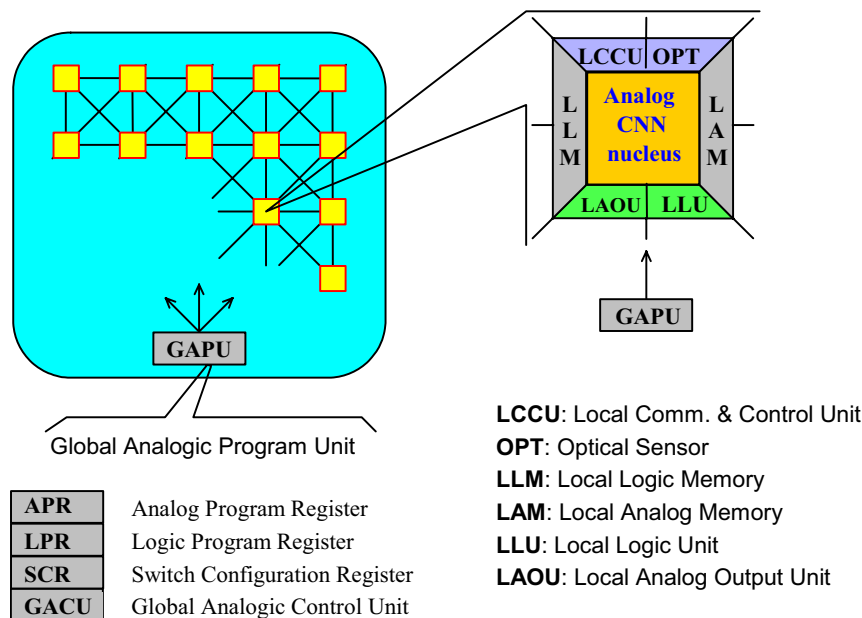 GAPU
Global Analogic Program Unit
APR Analog Program Register
LPR Logic Program Register
SCR Switch Configuration Register
GACU Global Analogic Control Unit
LCCU OPT
LLM
Analog
CNN
nucleus
LAM
LAOU LLU
GAPU
LCCU: Local Comm. & Control Unit
OPT: Optical Sensor
LLM: Local Logic Memory
LAM: Local Analog Memory
LLU: Local Logic Unit
LAOU: Local Analog Output Unit